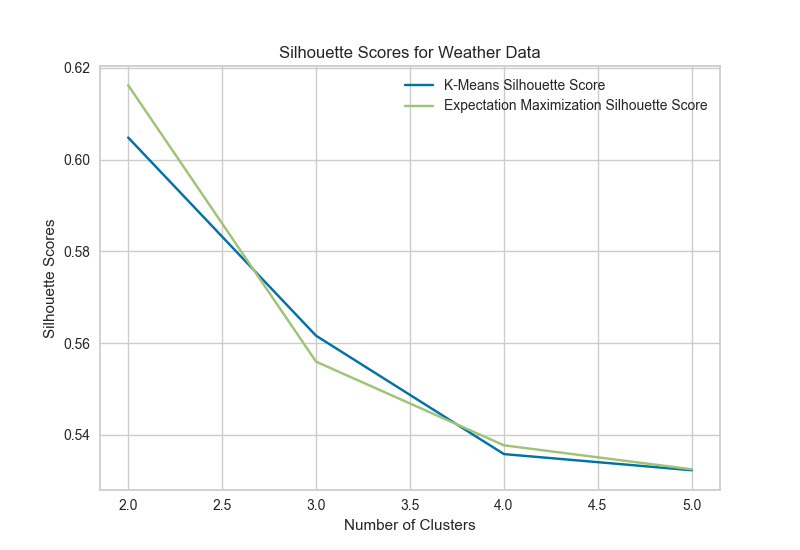 Silhouette Scores for Weather Data
K-Means Silhouette Score
Expectation Maximization Silhouette Score
Silhouette Scores
0.62
0.60
0.58
0.56
0.54
2.0 2.5 3.0 3.5 4.0 4.5 5.0
Number of Clusters